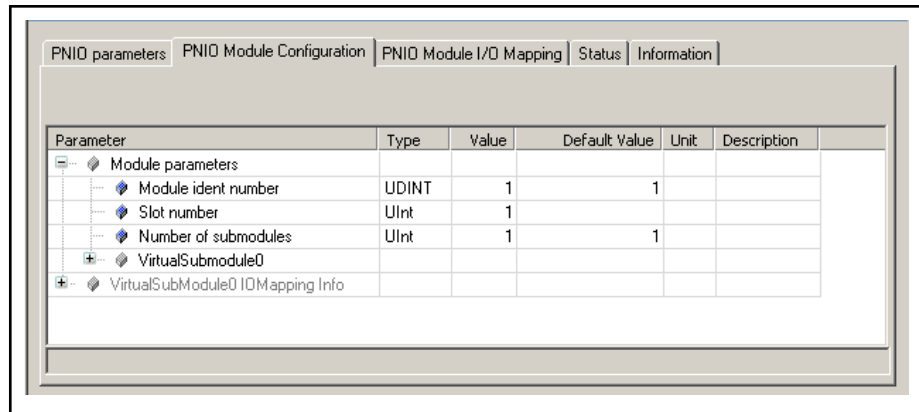 PNIO parameters PNIO Module Configuration PNIO Module I/O Mapping Status Information
Parameter Type Value Default Value Unit Description
Module parameters
Module ident number UDINT 1 1
Slot number UInt 1
Number of submodules UInt 1 1
VirtualSubmodule0
VirtualSubModule0 IOMapping Info